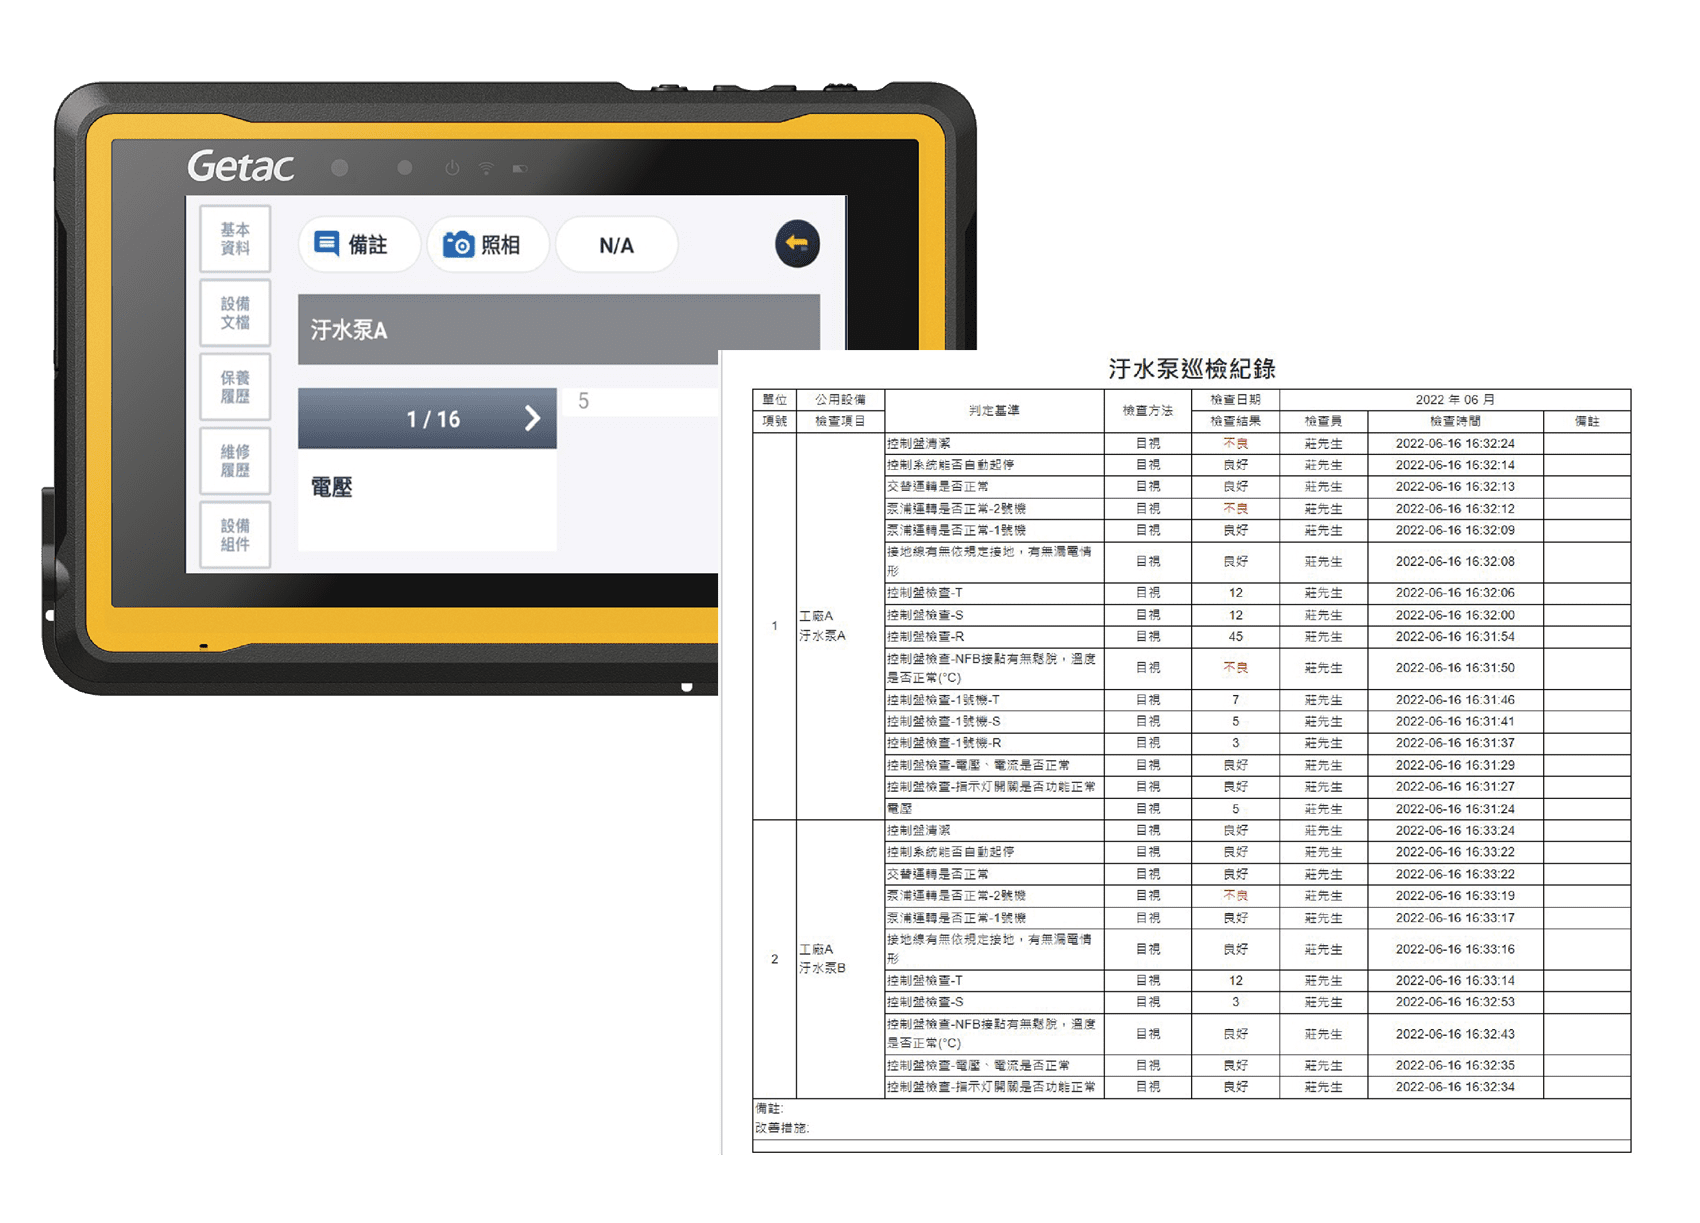 Getac
基本
資料
設備
文檔
保養
履歷
維修
履歷
設備
組件
備註
照相
N/A
汙水泵A
1 / 16
5
電壓
汙水泵巡檢紀錄
單位 公用設備 判定基準 檢查方法 檢查日期 2022 年 06 月
項號 檢查項目 檢查結果 檢查員 檢查時間 備註
1 工廠A 汙水泵A
控制盤清潔 目視 不良 莊先生 2022-06-16 16:32:24
控制系統能否自動起停 目視 良好 莊先生 2022-06-16 16:32:14
交替運轉是否正常 目視 良好 莊先生 2022-06-16 16:32:13
泵浦運轉是否正常-2號機 目視 不良 莊先生 2022-06-16 16:32:12
泵浦運轉是否正常-1號機 目視 良好 莊先生 2022-06-16 16:32:09
接地線有無依規定接地，有無漏電情
形 目視 良好 莊先生 2022-06-16 16:32:08
控制盤檢查-T 目視 12 莊先生 2022-06-16 16:32:06
控制盤檢查-S 目視 12 莊先生 2022-06-16 16:32:00
控制盤檢查-R 目視 45 莊先生 2022-06-16 16:31:54
控制盤檢查-NFB接點有無鬆脫，溫度
是否正常(°C) 目視 不良 莊先生 2022-06-16 16:31:50
控制盤檢查-1號機-T 目視 7 莊先生 2022-06-16 16:31:46
控制盤檢查-1號機-S 目視 5 莊先生 2022-06-16 16:31:41
控制盤檢查-1號機-R 目視 3 莊先生 2022-06-16 16:31:37
控制盤檢查-電壓、電流是否正常 目視 良好 莊先生 2022-06-16 16:31:29
控制盤檢查-指示灯開關是否功能正常 目視 良好 莊先生 2022-06-16 16:31:27
電壓 目視 5 莊先生 2022-06-16 16:31:24
2 工廠A 汙水泵B
控制盤清潔 目視 良好 莊先生 2022-06-16 16:33:24
控制系統能否自動起停 目視 良好 莊先生 2022-06-16 16:33:22
交替運轉是否正常 目視 良好 莊先生 2022-06-16 16:33:22
泵浦運轉是否正常-2號機 目視 不良 莊先生 2022-06-16 16:33:19
泵浦運轉是否正常-1號機 目視 良好 莊先生 2022-06-16 16:33:17
接地線有無依規定接地，有無漏電情
形 目視 良好 莊先生 2022-06-16 16:33:16
控制盤檢查-T 目視 12 莊先生 2022-06-16 16:33:14
控制盤檢查-S 目視 3 莊先生 2022-06-16 16:32:53
控制盤檢查-NFB接點有無鬆脫，溫度
是否正常(°C) 目視 良好 莊先生 2022-06-16 16:32:43
控制盤檢查-電壓、電流是否正常 目視 良好 莊先生 2022-06-16 16:32:35
控制盤檢查-指示灯開關是否功能正常 目視 良好 莊先生 2022-06-16 16:32:34
備註:
改善措施: